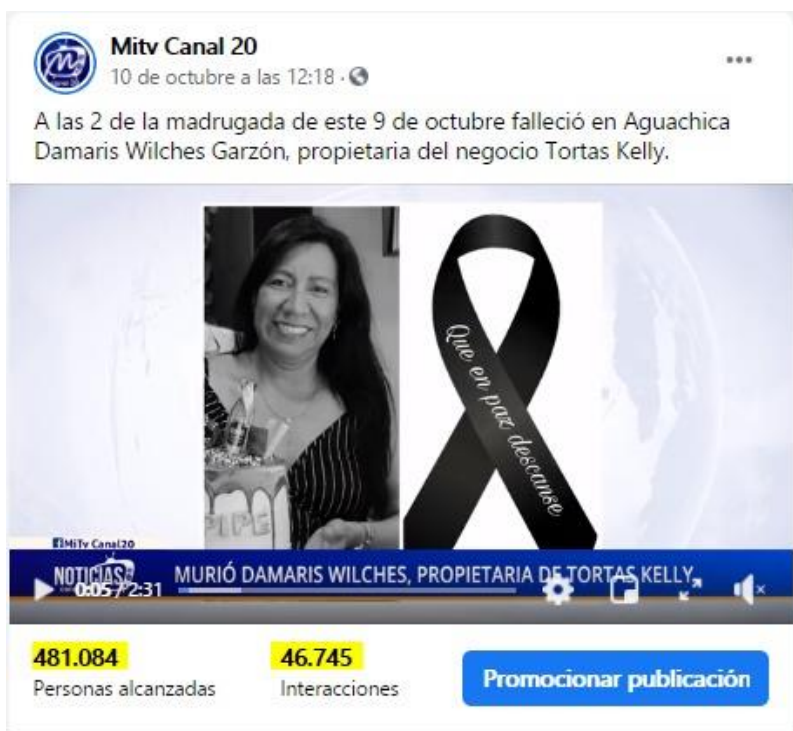 Mitv Canal 20
10 de octubre a las 12:18 ·
A las 2 de la madrugada de este 9 de octubre falleció en Aguachica
Damaris Wilches Garzón, propietaria del negocio Tortas Kelly.
Que en paz descanse
PIPE
MiTv Canal20
NOTICIAS
MURIÓ DAMARIS WILCHES, PROPIETARIA DE TORTAS KELLY
0:05 / 2:31
481.084
46.745
Personas alcanzadas
Interacciones
Promocionar publicación